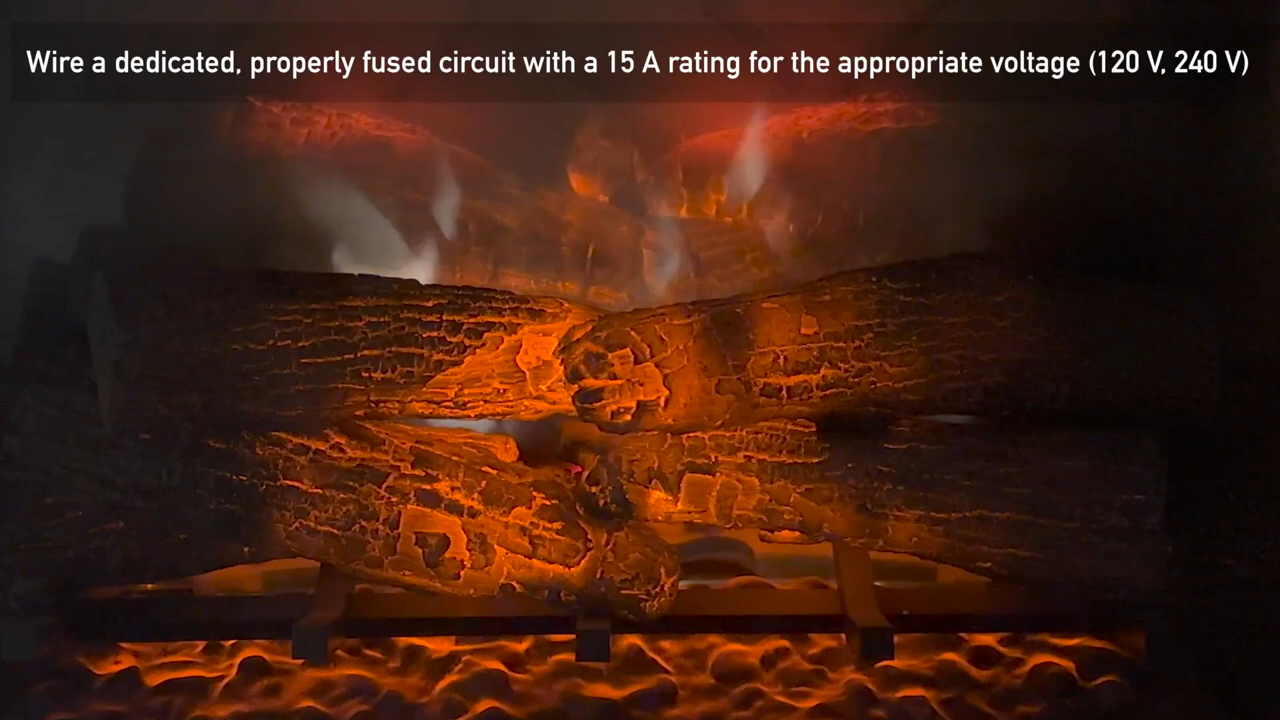 Wire a dedicated, properly fused circuit with a 15 A rating for the appropriate voltage (120 V, 240 V)